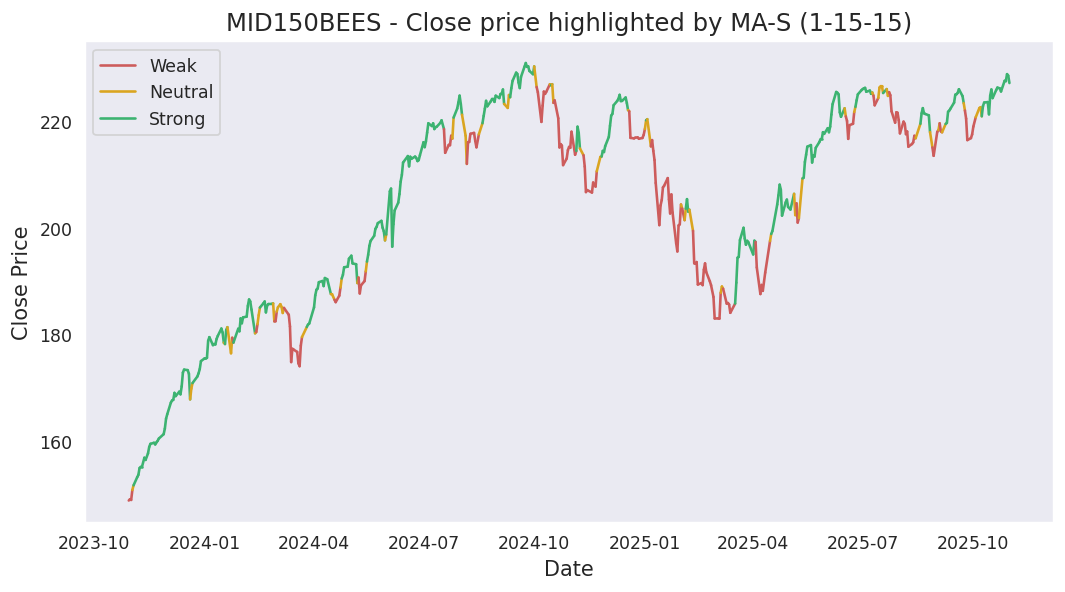 MID150BEES - Close price highlighted by MA-S (1-15-15)
Weak
Neutral
Strong
Close Price
220
200
180
160
2023-10 2024-01 2024-04 2024-07 2024-10 2025-01 2025-04 2025-07 2025-10
Date